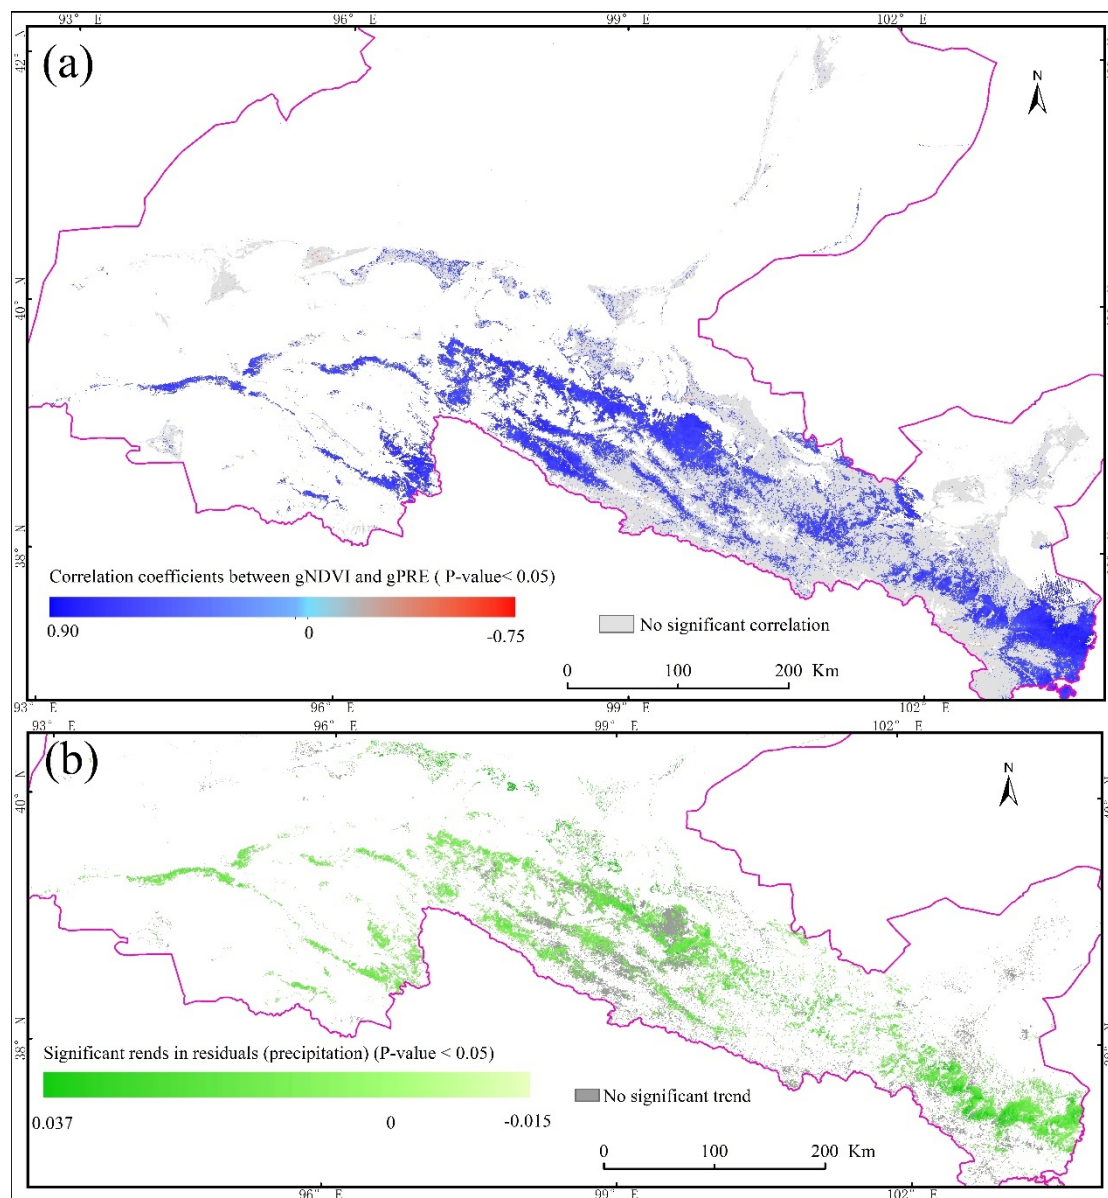 93° E 96° E 99° E 102° E
(a)
N
42° N
40° N
38° N
Correlation coefficients between gNDVI and gPRE ( P-value< 0.05)
0.90 0 -0.75
No significant correlation
0 100 200 Km
93° E 96° E 99° E 102° E
93° E 96° E 99° E 102° E
(b)
N
40° N
38° N
Significant rends in residuals (precipitation) (P-value < 0.05)
0.037 0 -0.015
No significant trend
0 100 200 Km